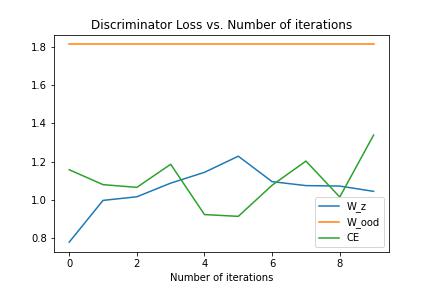 Discriminator Loss vs. Number of iterations
1.8
1.6
1.4
1.2
1.0
0.8
0 2 4 6 8
Number of iterations
W_z
W_ood
CE